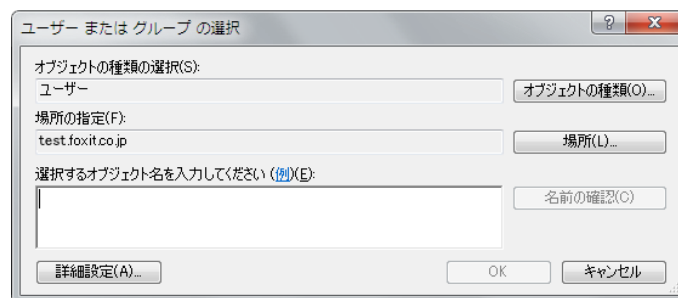 ユーザー または グループ の選択
オブジェクトの種類の選択(S):
ユーザー
オブジェクトの種類(O)...
場所の指定(F):
test.foxit.co.jp
場所(L)...
選択するオブジェクト名を入力してください (例)(E):
名前の確認(C)
詳細設定(A)...
OK
キャンセル